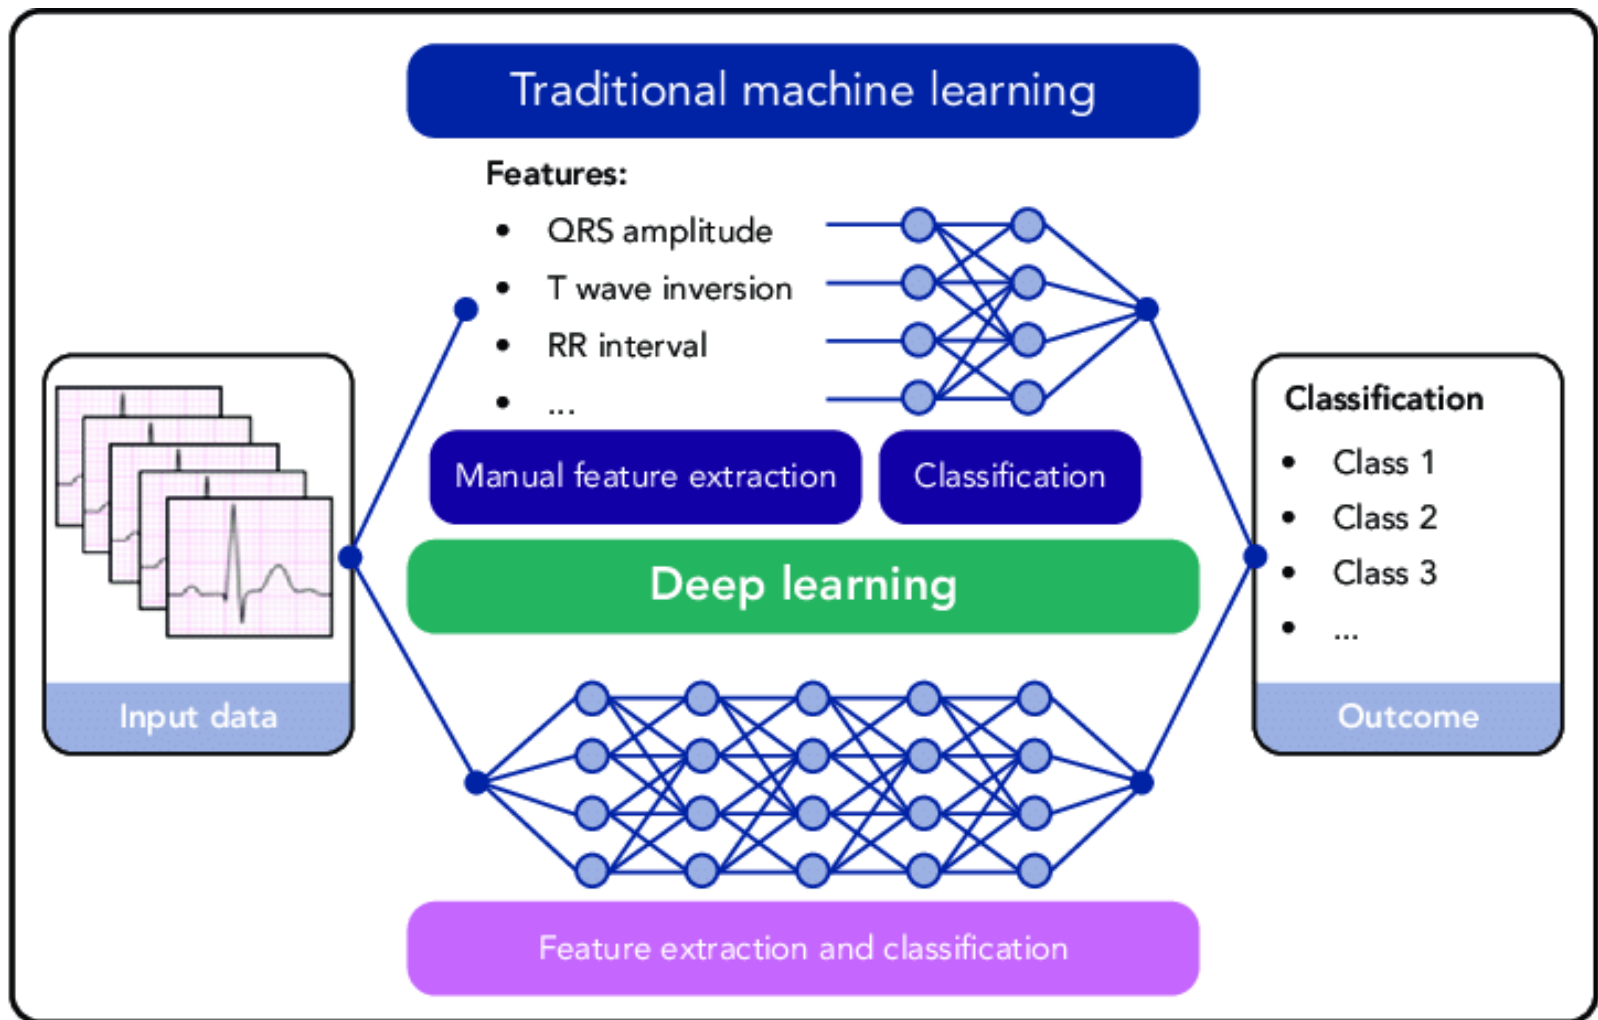 Traditional machine learning
Features:
• QRS amplitude
• T wave inversion
• RR interval
• ...
Manual feature extraction
Classification
Deep learning
Feature extraction and classification
Input data
Classification
• Class 1
• Class 2
• Class 3
• ...
Outcome